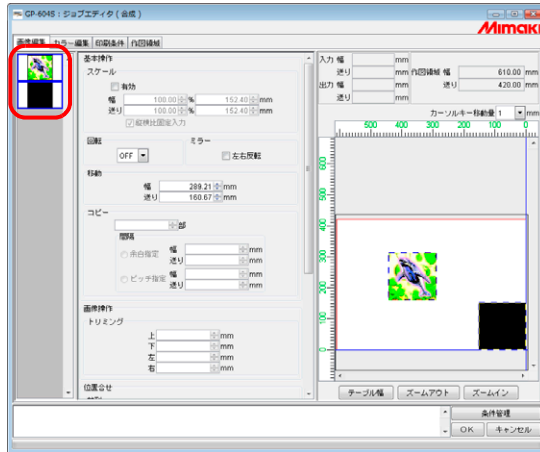 GP-604S : ジョブエディタ ( 合成 )
Mimaki
画像編集 カラー編集 印刷条件 作図領域
基本操作
スケール
有効
幅 100.00 % 152.40 mm
送り 100.00 % 152.40 mm
縦横比固定入力
回転
OFF
ミラー
左右反転
移動
幅 289.21 mm
送り 160.67 mm
コピー
部
間隔
余白指定 幅 mm
送り mm
ピッチ指定 幅 mm
送り mm
画像操作
トリミング
上 mm
下 mm
左 mm
右 mm
位置合せ
入力 幅 mm
送り mm 作図領域 幅 610.00 mm
出力 幅 mm 送り 420.00 mm
送り mm
カーソルキー移動量 1 mm
500 400 300 200 100 0
テーブル幅 ズームアウト ズームイン
条件管理
OK キャンセル